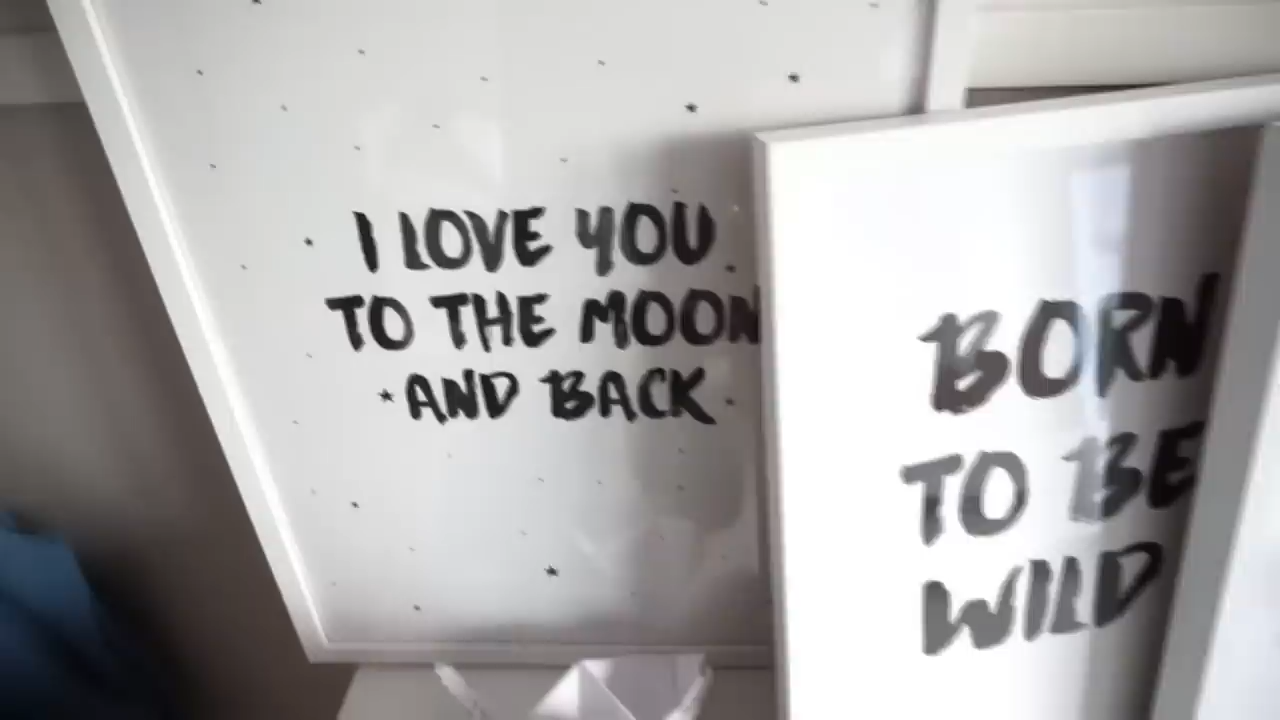 I LOVE YOU
TO THE MOON
AND BACK
BORN
TO BE
WILD